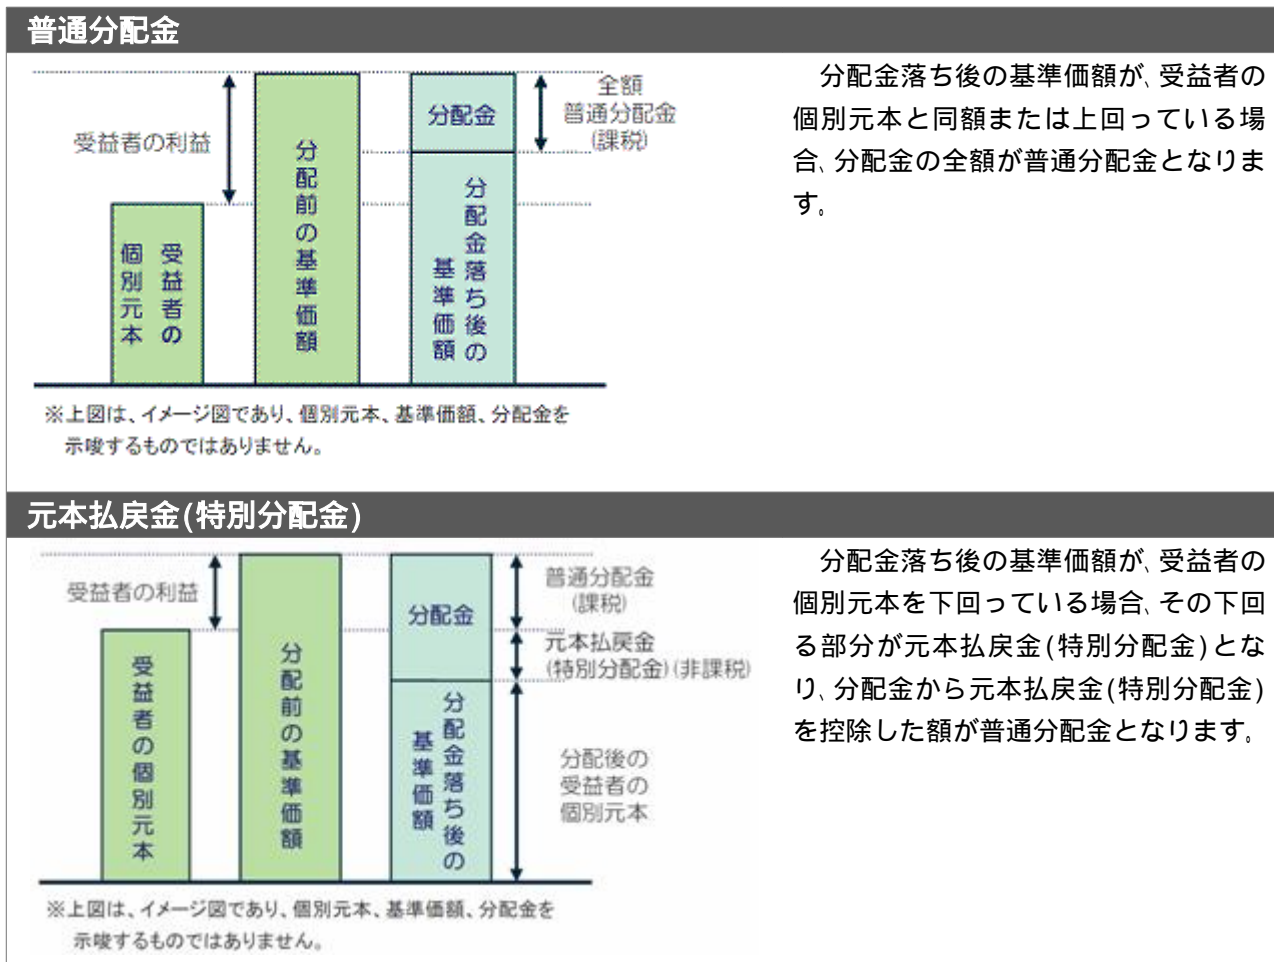 普通分配金
受益者の利益
受益者の
個別元本
分配前の基準価額
分配金
分配金落ち後の
基準価額
全額
普通分配金
(課税)
※上図は、イメージ図であり、個別元本、基準価額、分配金を
示唆するものではありません。
分配金落ち後の基準価額が、受益者の
個別元本と同額または上回っている場
合、分配金の全額が普通分配金となりま
す。
元本払戻金(特別分配金)
受益者の利益
受益者の個別元本
分配前の基準価額
分配金
分配金落ち後の
基準価額
普通分配金
(課税)
元本払戻金
(特別分配金)(非課税)
分配後の
受益者の
個別元本
※上図は、イメージ図であり、個別元本、基準価額、分配金を
示唆するものではありません。
分配金落ち後の基準価額が、受益者の
個別元本を下回っている場合、その下回
る部分が元本払戻金(特別分配金)とな
り、分配金から元本払戻金(特別分配金)
を控除した額が普通分配金となります。